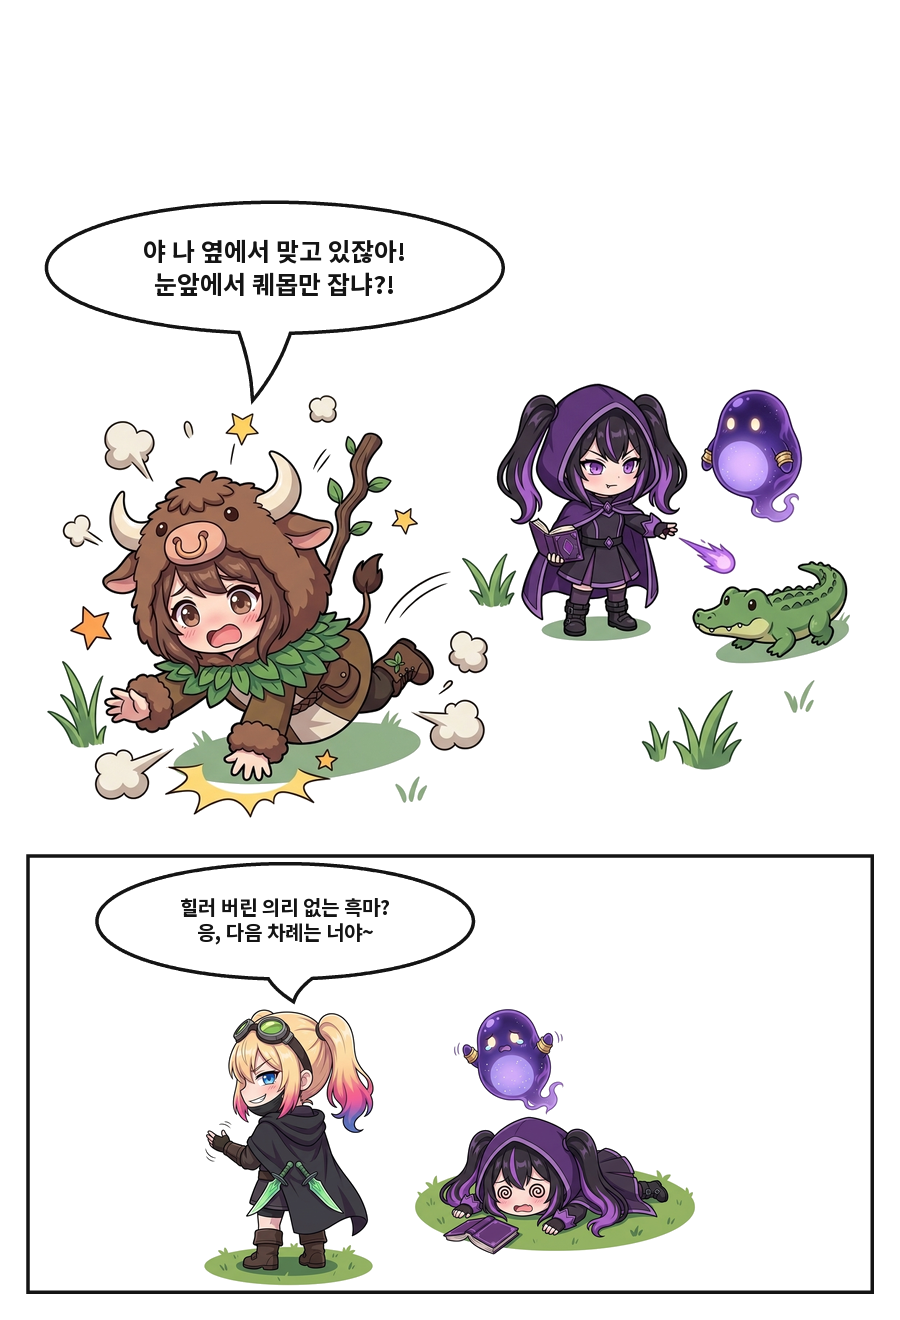 야 나 옆에서 맞고 있잖아!
눈앞에서 퀘몹만 잡냐?!
힐러 버린 의리 없는 흑마?
응, 다음 차례는 너야~